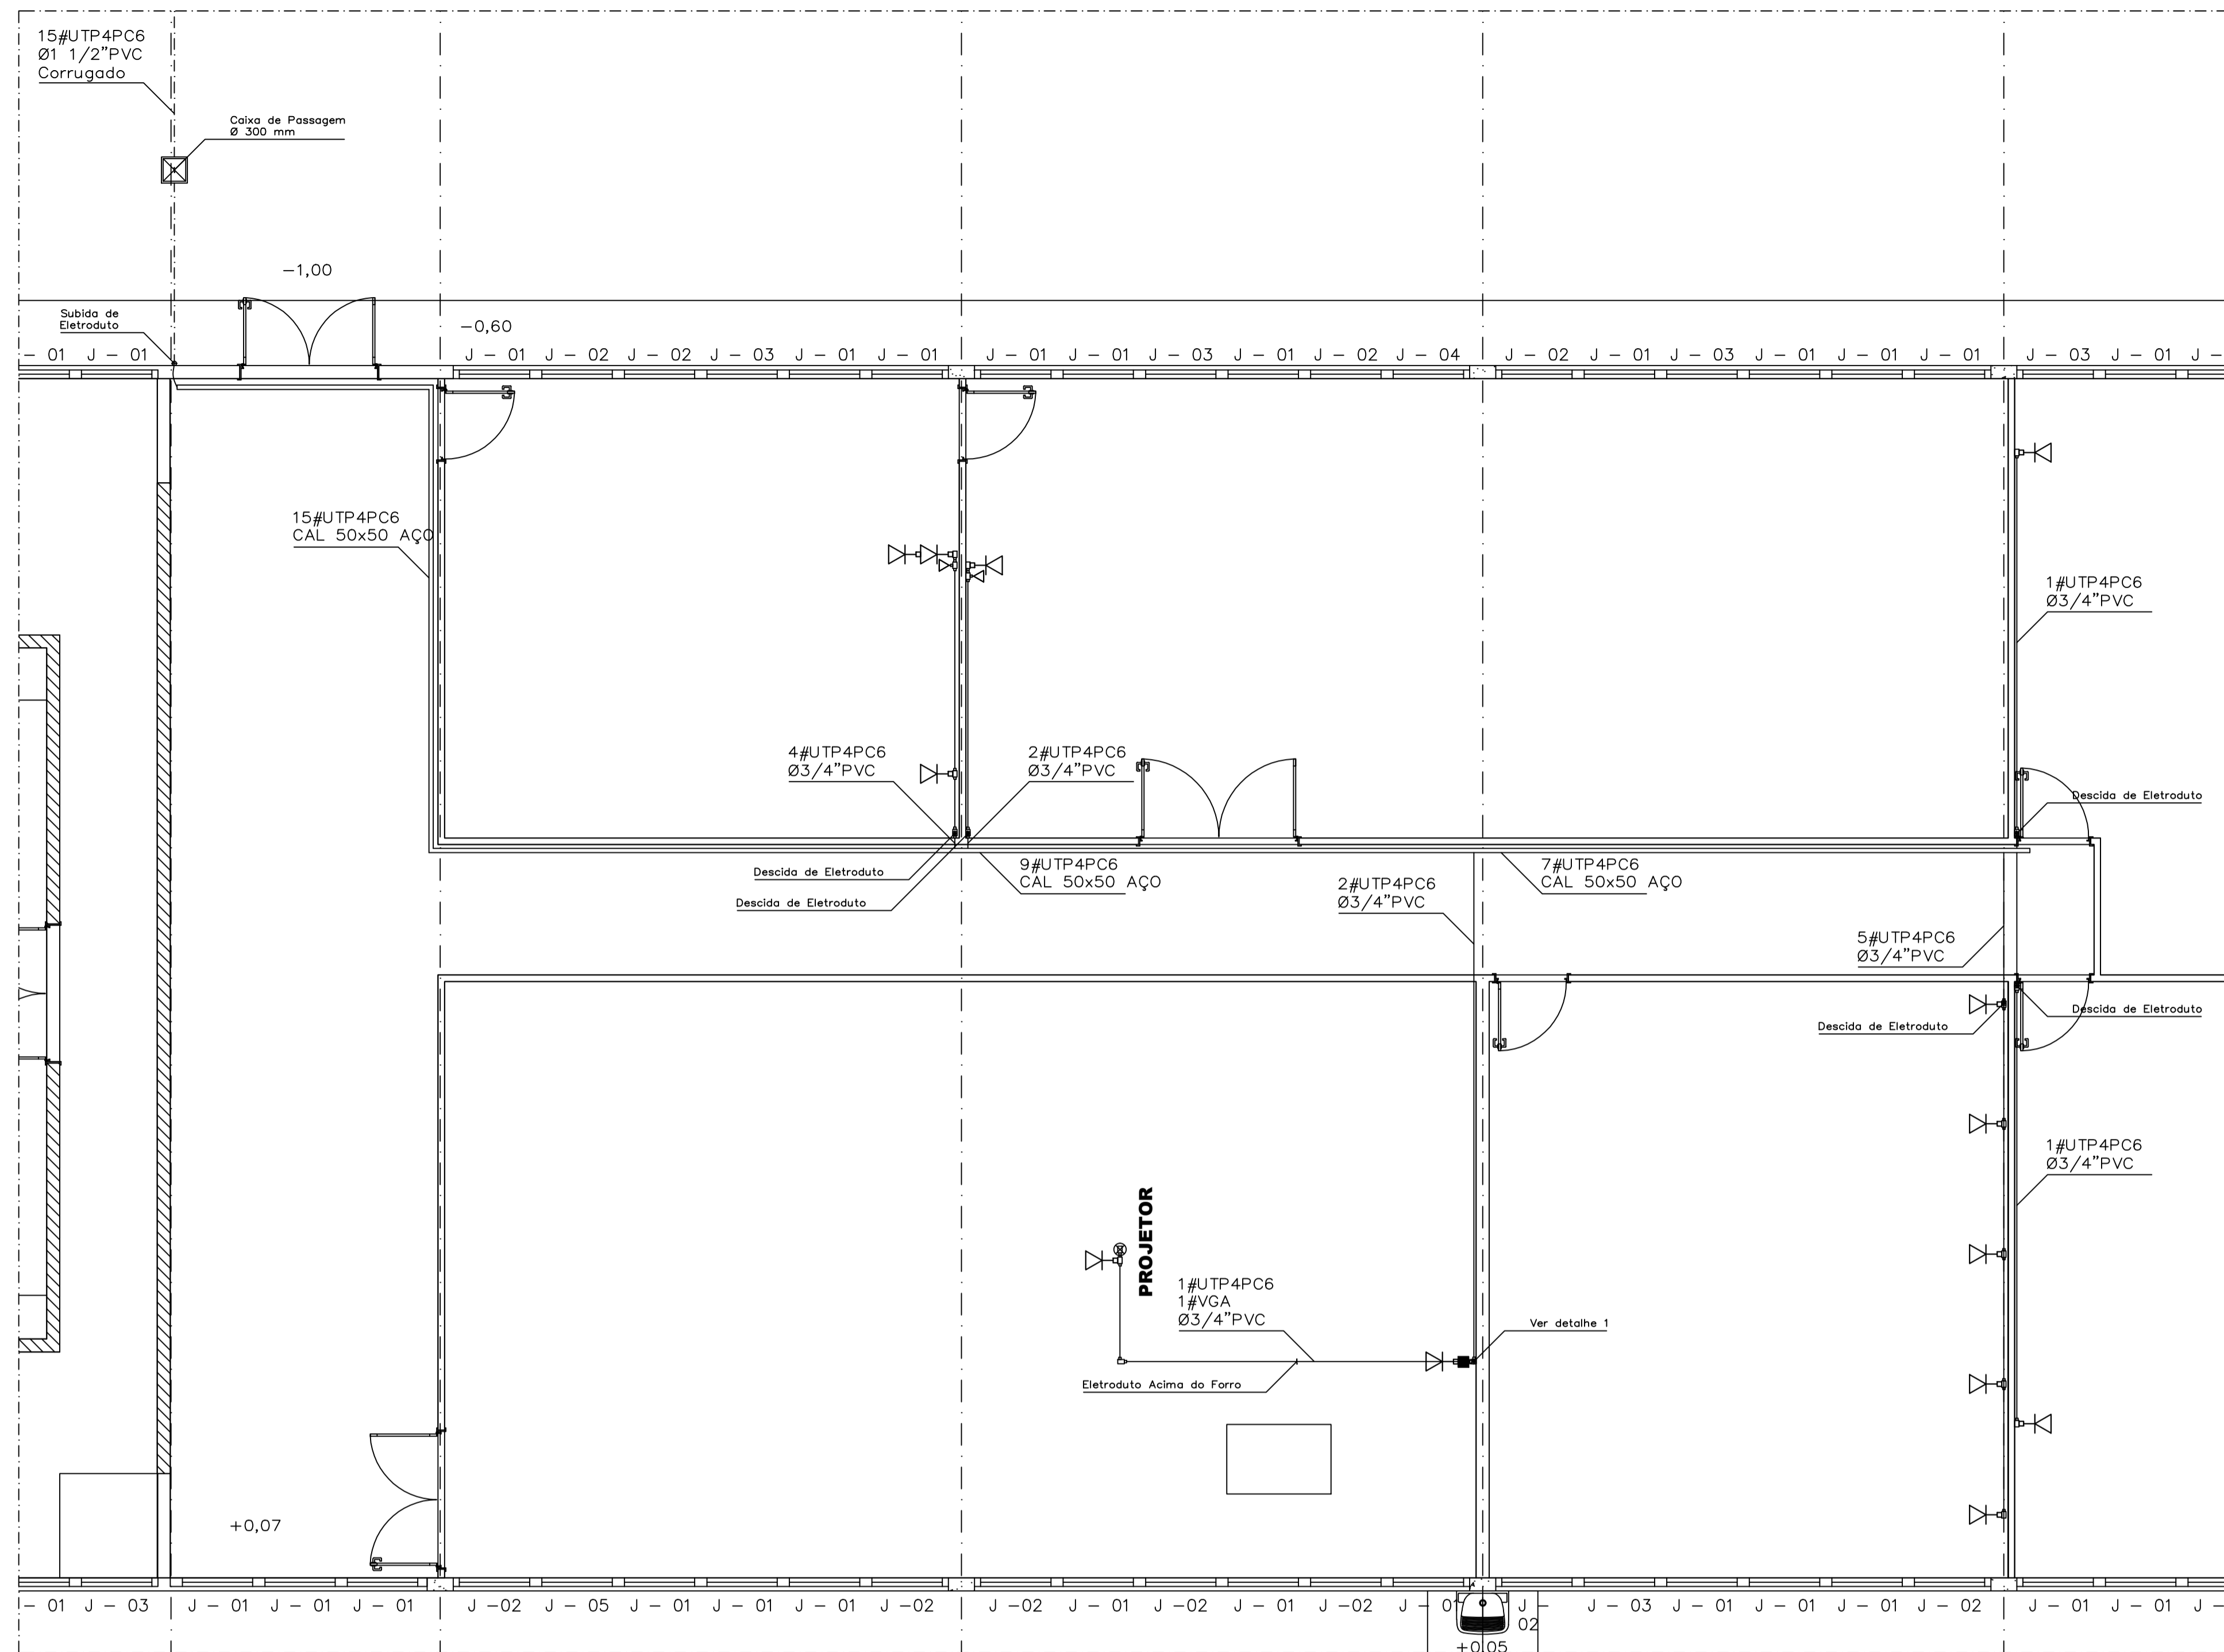 15#UTP4PC6
Ø1 1/2"PVC
Corrugado
Caixa de Passagem
Ø 300 mm
-1,00
Subida de
Eletroduto
-0,60
- 01 J - 01 J - 01 J - 02 J - 02 J - 03 J - 01 J - 01 J - 01 J - 01 J - 03 J - 01 J - 02 J - 04 J - 02 J - 01 J - 03 J - 01 J - 01 J - 01 J - 03 J - 01 J -
15#UTP4PC6
CAL 50x50 AÇO
1#UTP4PC6
Ø3/4"PVC
4#UTP4PC6
Ø3/4"PVC
2#UTP4PC6
Ø3/4"PVC
Descida de Eletroduto
Descida de Eletroduto
Descida de Eletroduto
9#UTP4PC6
CAL 50x50 AÇO
2#UTP4PC6
Ø3/4"PVC
7#UTP4PC6
CAL 50x50 AÇO
5#UTP4PC6
Ø3/4"PVC
Descida de Eletroduto
Descida de Eletroduto
1#UTP4PC6
Ø3/4"PVC
PROJETOR
1#UTP4PC6
1#VGA
Ø3/4"PVC
Ver detalhe 1
Eletroduto Acima do Forro
+0,07
- 01 J - 03 J - 01 J - 01 J - 01 J -02 J - 05 J - 01 J - 01 J - 01 J -02 J -02 J - 01 J -02 J - 01 J -02 J - 01 J - J - 03 J - 01 J - 01 J - 01 J - 02 J - 01 J - 01 J -
02
+0,05